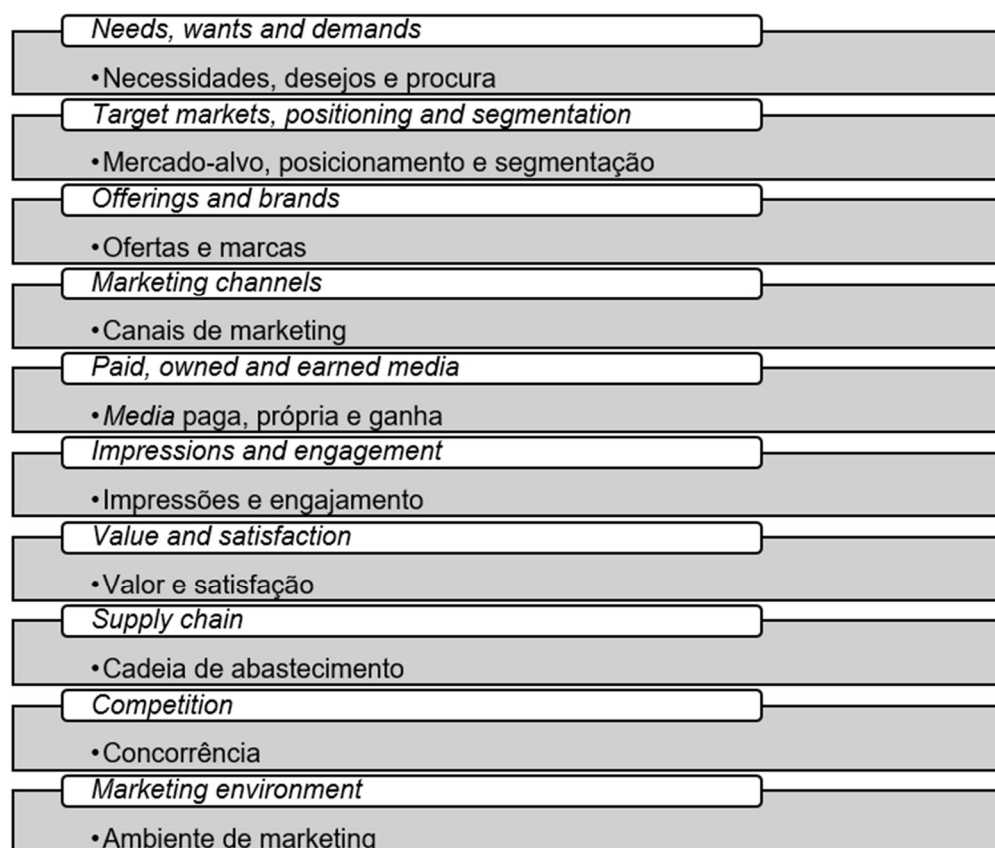 Needs, wants and demands
•Necessidades, desejos e procura
Target markets, positioning and segmentation
•Mercado-alvo, posicionamento e segmentação
Offerings and brands
•Ofertas e marcas
Marketing channels
•Canais de marketing
Paid, owned and earned media
•Media paga, própria e ganha
Impressions and engagement
•Impressões e engajamento
Value and satisfaction
•Valor e satisfação
Supply chain
•Cadeia de abastecimento
Competition
•Concorrência
Marketing environment
•Ambiente de marketing